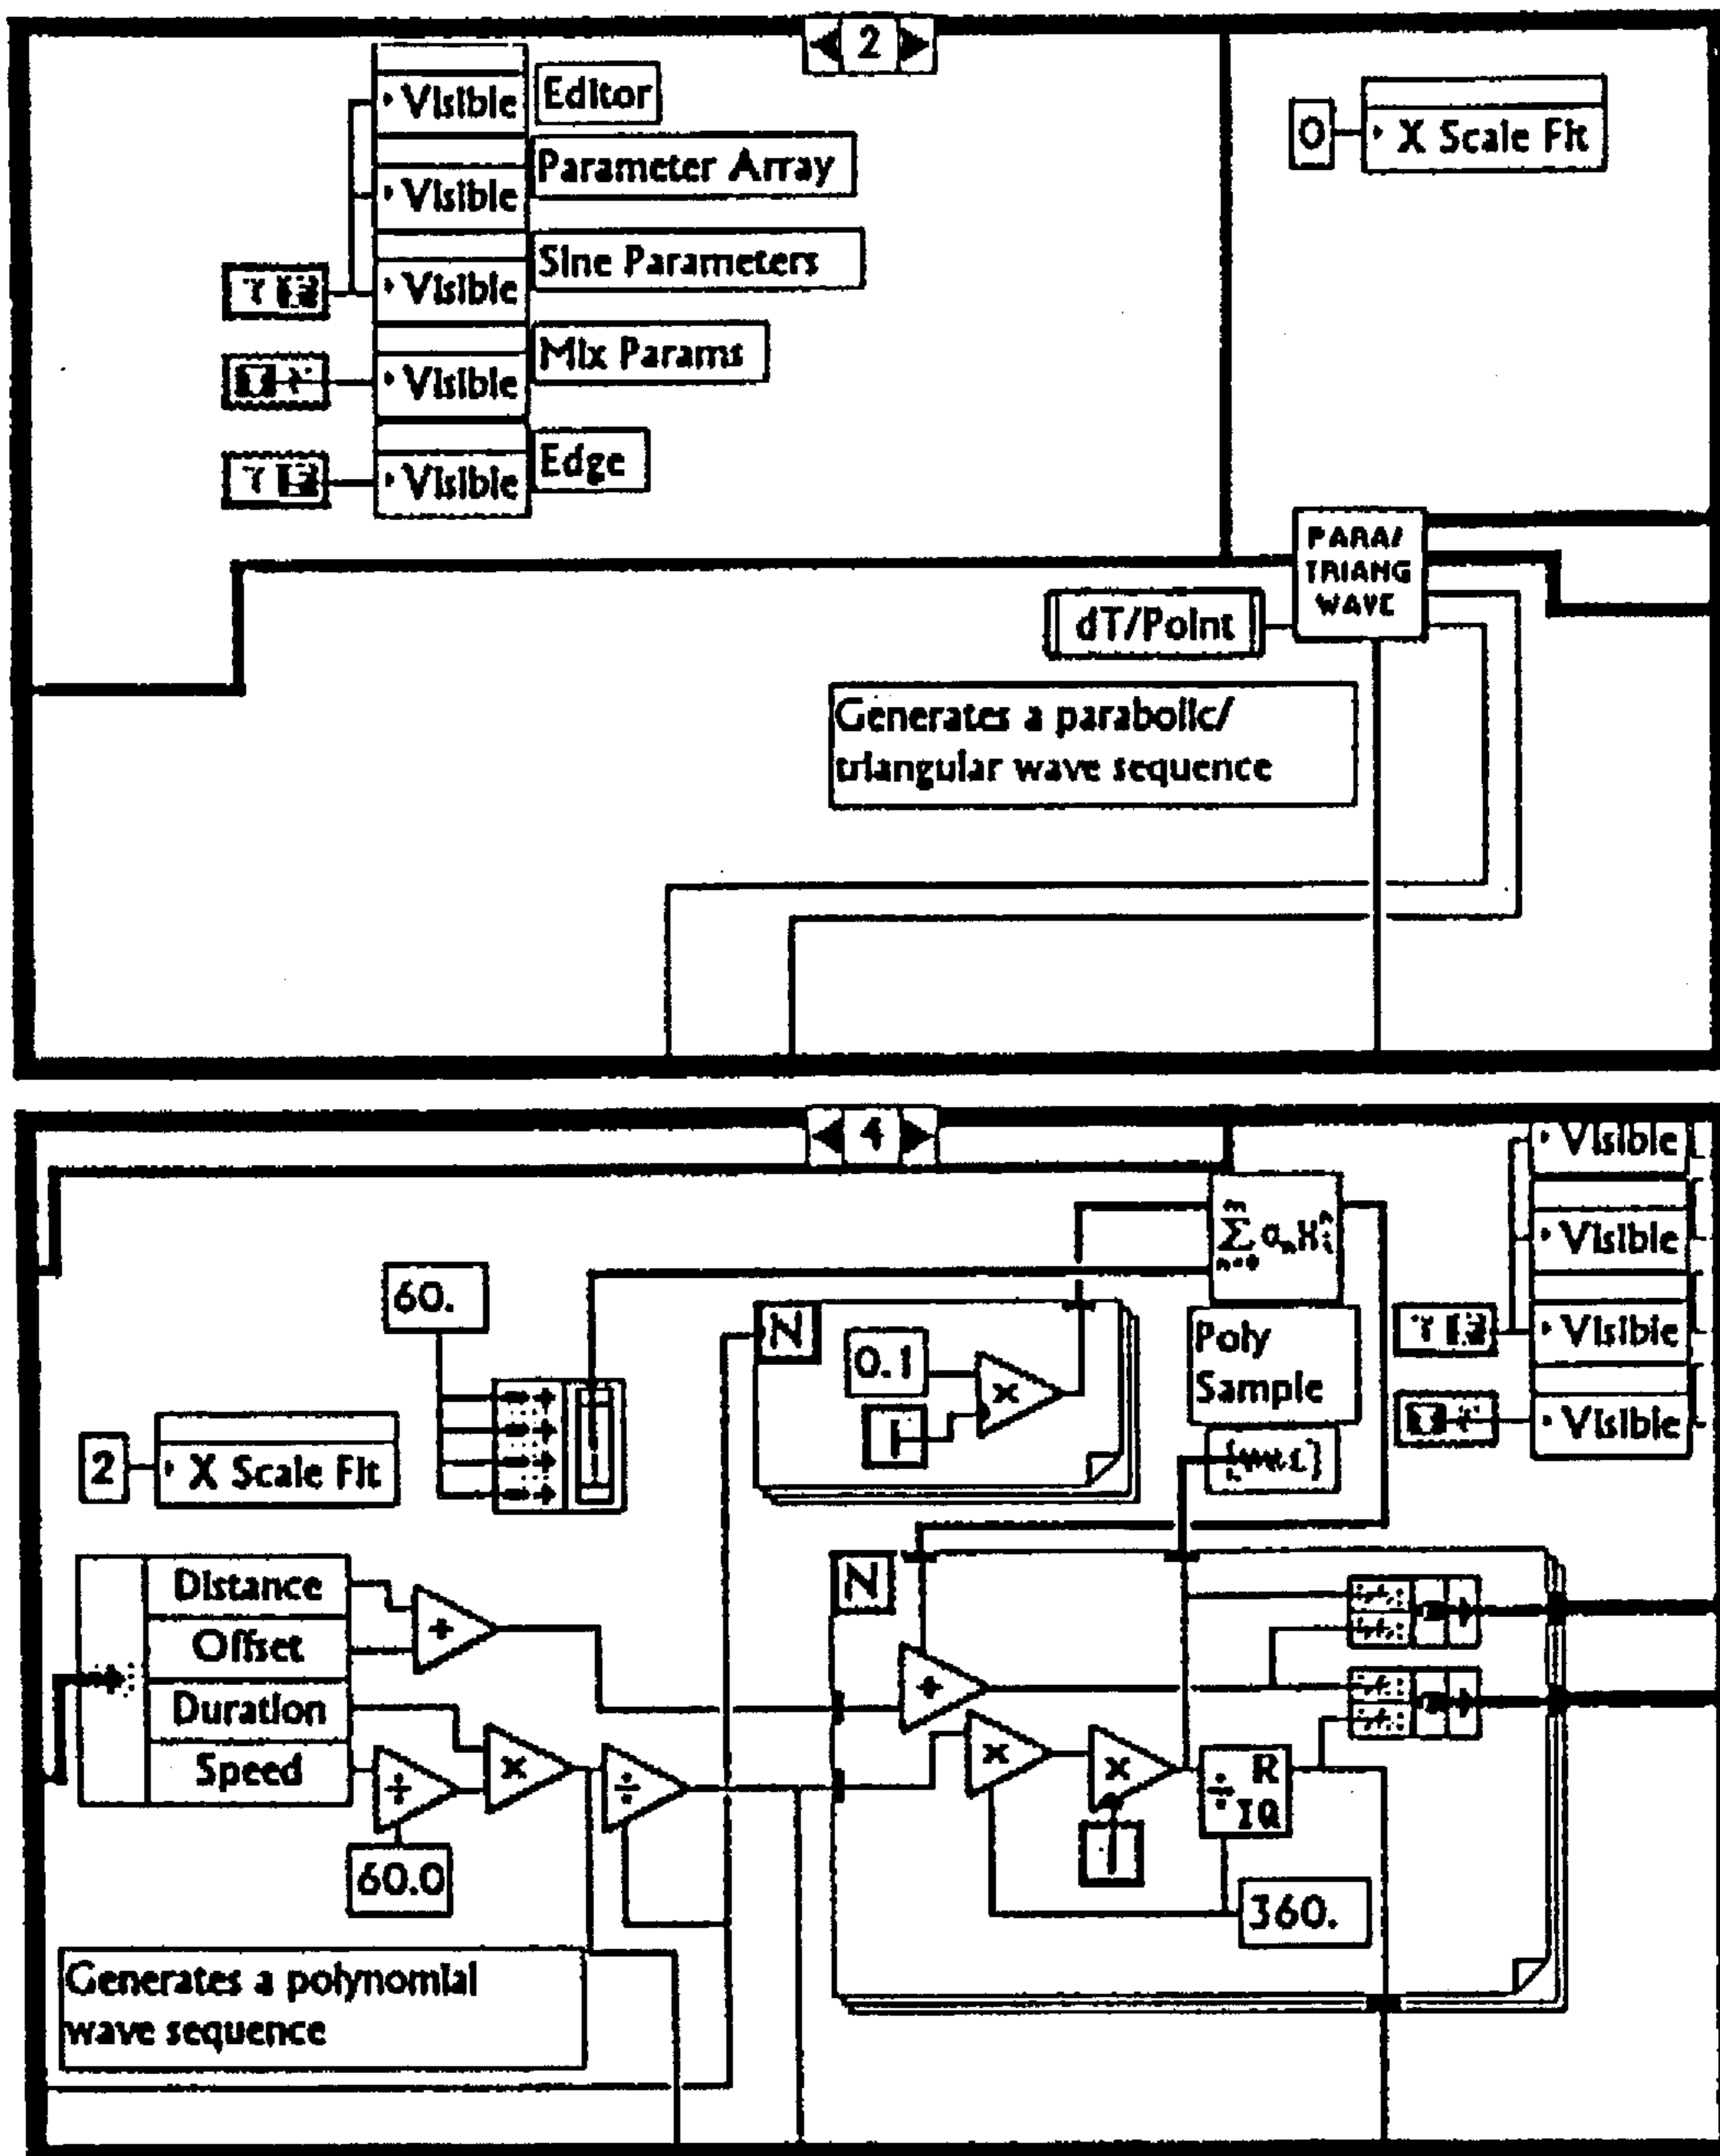 2
Visible
Editor
Visible
Parameter Array
Visible
Sine Parameters
Visible
Mix Params
Visible
Edge
0
X Scale Fit
PARA/
TRIANG
WAVE
dT/Point
Generates a parabolic/
triangular wave sequence
4
Visible
Visible
Visible
Visible
60.
N
0.1
Poly
Sample
2
X Scale Fit
N
Distance
Offset
Duration
Speed
+
×
÷
÷
60.0
+
×
×
÷ R
IQ
360.
Generates a polynomial
wave sequence